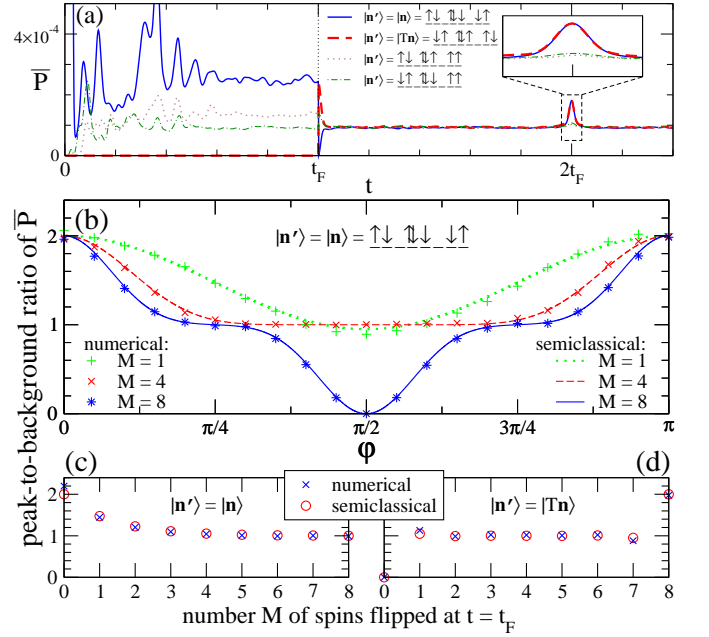 (a)
4×10⁻⁴
P̅
0
|n'⟩ = |n⟩ = ↑↓ ⇅↓ ↓↑
|n'⟩ = |Tn⟩ = ↓↑ ⇅↑ ↑↓
|n'⟩ = ↑↓ ⇅↓ ↑↑
|n'⟩ = ↓↑ ⇅↓ ↑↑
0 t_F 2t_F
t
(b)
|n'⟩ = |n⟩ = ↑↓ ⇅↓↓ ↓↑
peak-to-background ratio of P̅
2
1
0
numerical:
M = 1
M = 4
M = 8
semiclassical:
M = 1
M = 4
M = 8
0 π/4 π/2 3π/4 π
φ
(c)
|n'⟩ = |n⟩
numerical
semiclassical
(d)
|n'⟩ = |Tn⟩
2
1
0
0 1 2 3 4 5 6 7 8
0 1 2 3 4 5 6 7 8
number M of spins flipped at t = t_F